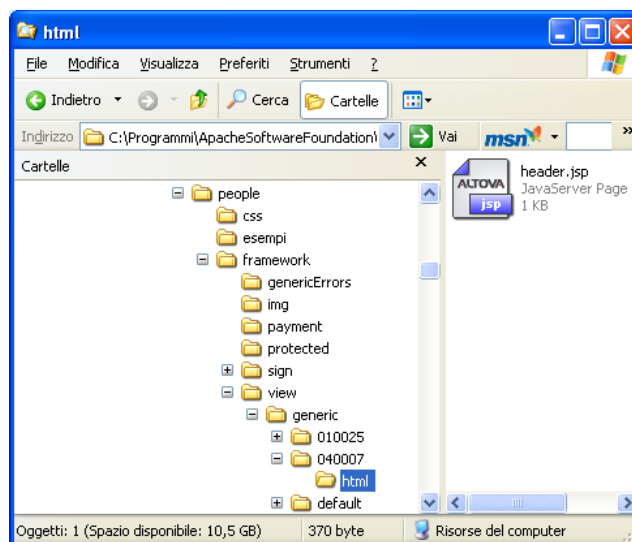 html
File Modifica Visualizza Preferiti Strumenti ?
Indietro Cerca Cartelle
Indirizzo C:\Programmi\ApacheSoftwareFoundation\ Vai msn »
Cartelle
people
css
esempi
framework
genericErrors
img
payment
protected
sign
view
generic
010025
040007
html
default
ALTOVA
jsp
header.jsp
JavaServer Page
1 KB
Oggetti: 1 (Spazio disponibile: 10,5 GB) 370 byte Risorse del computer